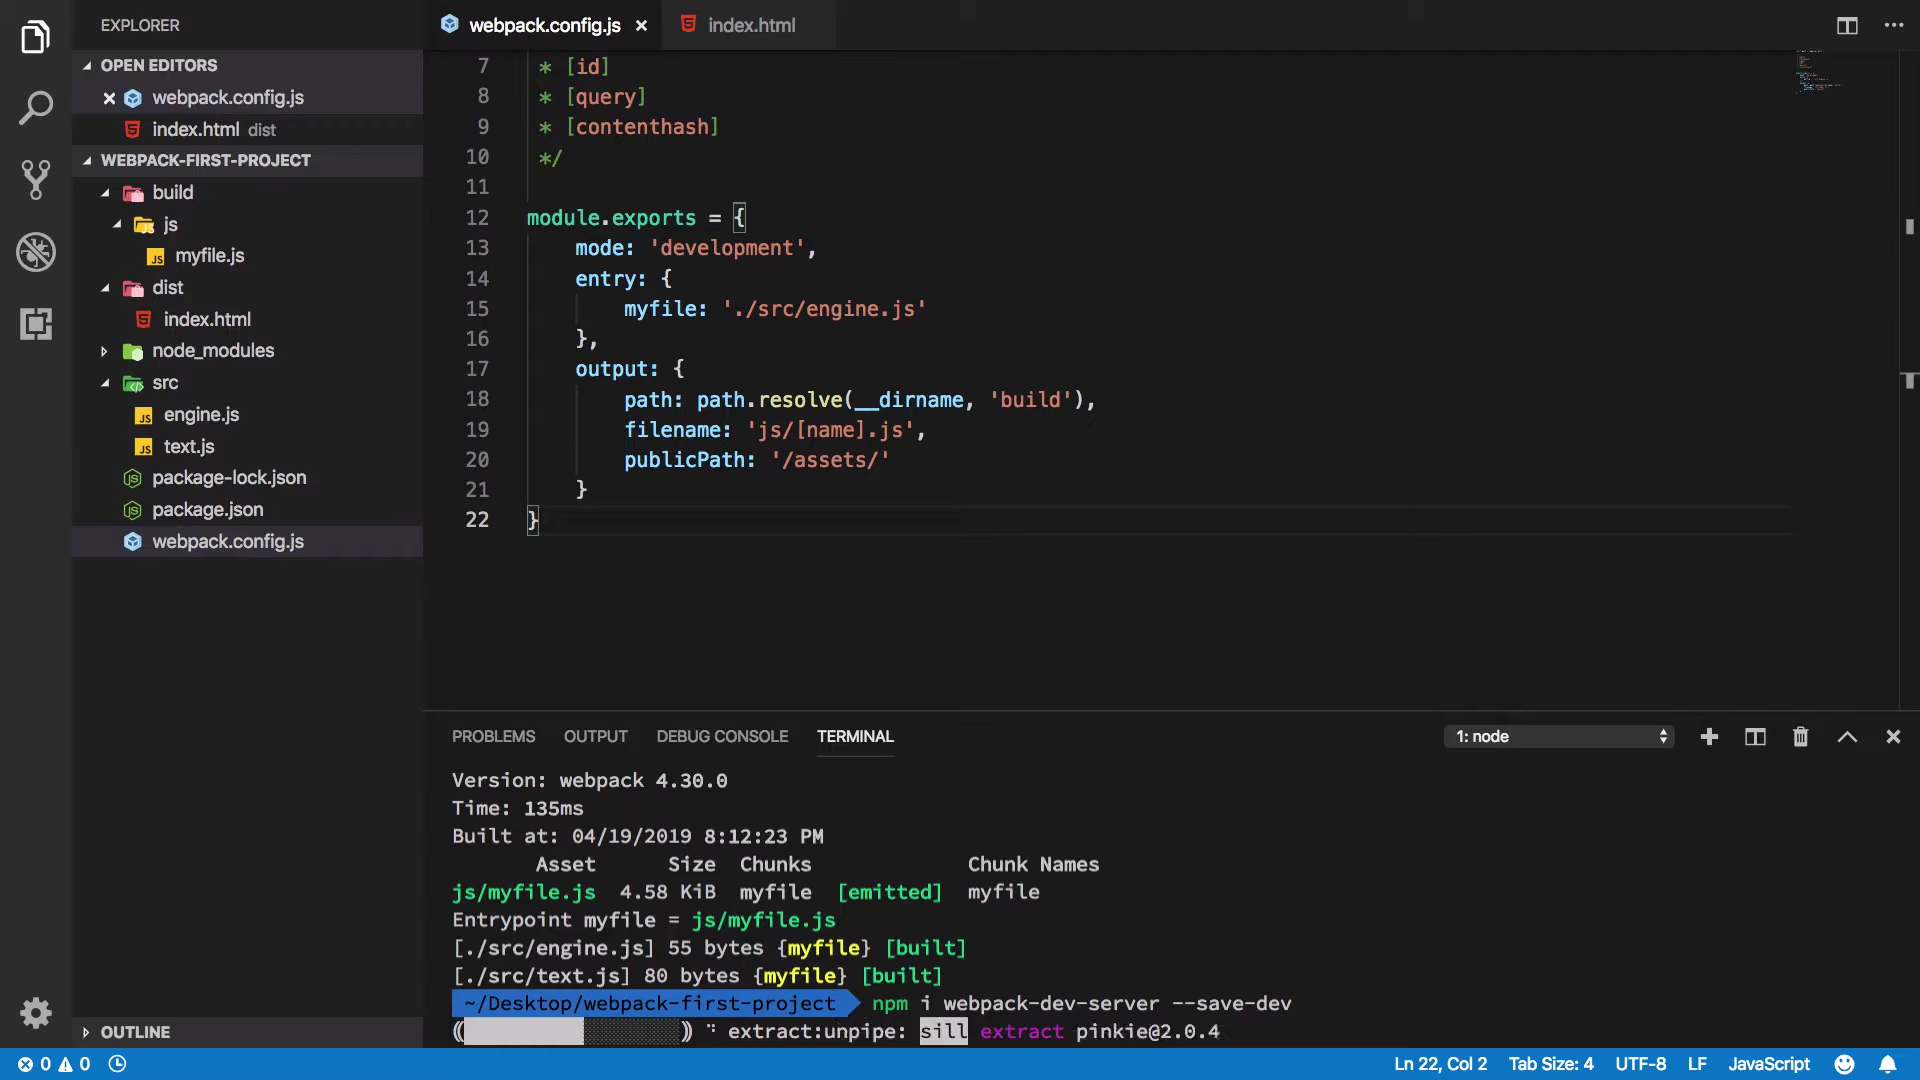 EXPLORER
OPEN EDITORS
webpack.config.js
index.html dist
WEBPACK-FIRST-PROJECT
build
js
myfile.js
dist
index.html
node_modules
src
engine.js
text.js
package-lock.json
package.json
webpack.config.js
OUTLINE
webpack.config.js
index.html
7 * [id]
8 * [query]
9 * [contenthash]
10 */
11
12 module.exports = {
13 mode: 'development',
14 entry: {
15 myfile: './src/engine.js'
16 },
17 output: {
18 path: path.resolve(__dirname, 'build'),
19 filename: 'js/[name].js',
20 publicPath: '/assets/'
21 }
22 }
PROBLEMS OUTPUT DEBUG CONSOLE TERMINAL
1: node
Version: webpack 4.30.0
Time: 135ms
Built at: 04/19/2019 8:12:23 PM
Asset Size Chunks Chunk Names
js/myfile.js 4.58 KiB myfile [emitted] myfile
Entrypoint myfile = js/myfile.js
[./src/engine.js] 55 bytes {myfile} [built]
[./src/text.js] 80 bytes {myfile} [built]
~/Desktop/webpack-first-project npm i webpack-dev-server --save-dev
extract:unpipe: sill extract pinkie@2.0.4
0 0
Ln 22, Col 2 Tab Size: 4 UTF-8 LF JavaScript